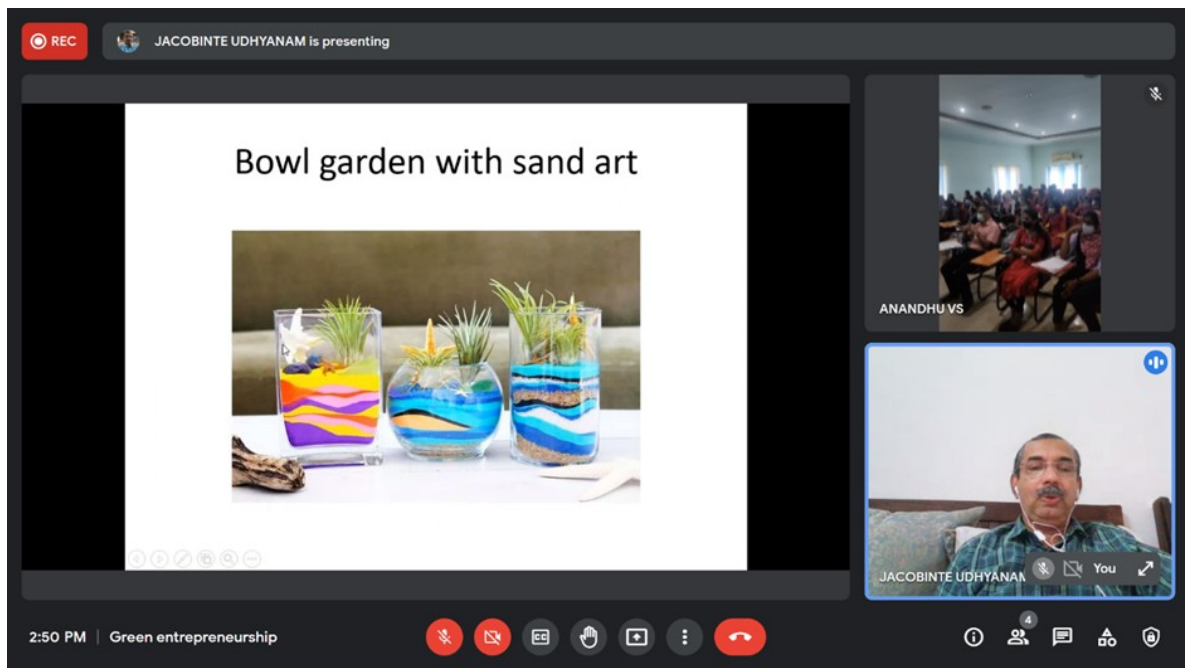 REC
JACOBINTE UDHYANAM is presenting
Bowl garden with sand art
ANANDHU VS
JACOBINTE UDHYANAM
You
2:50 PM | Green entrepreneurship
CC
4